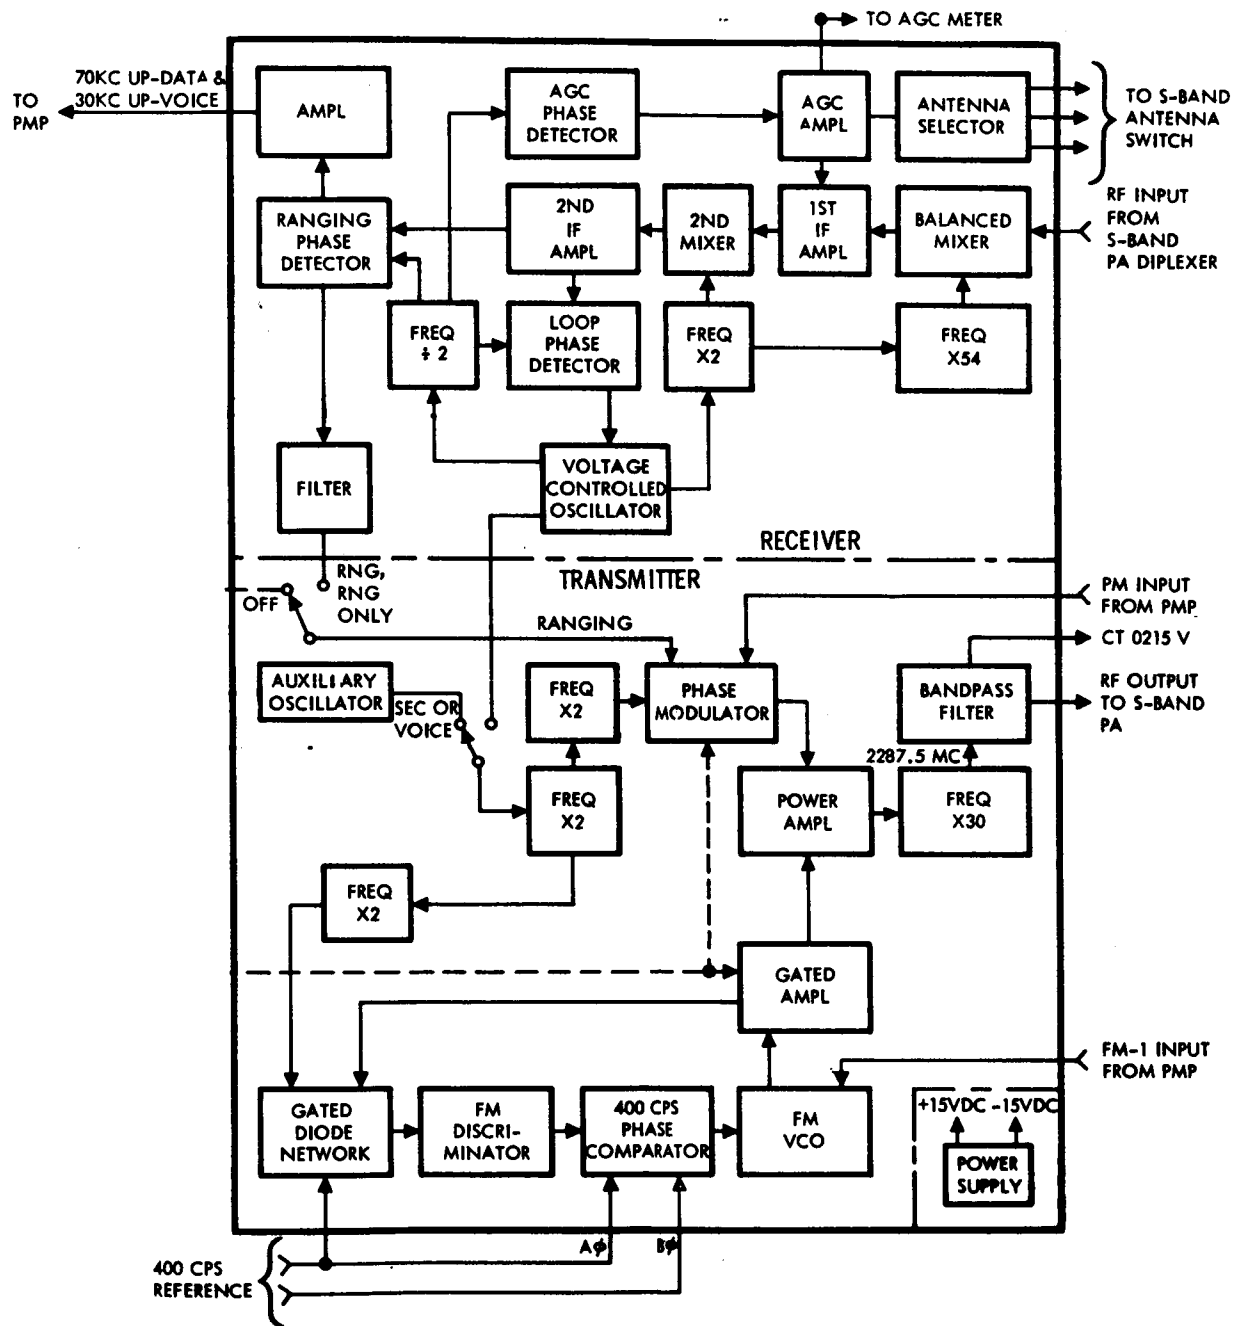 TO AGC METER
70KC UP-DATA &
30KC UP-VOICE
TO
PMP
AMPL
AGC
PHASE
DETECTOR
AGC
AMPL
ANTENNA
SELECTOR
TO S-BAND
ANTENNA
SWITCH
RANGING
PHASE
DETECTOR
2ND
IF
AMPL
2ND
MIXER
1ST
IF
AMPL
BALANCED
MIXER
RF INPUT
FROM
S-BAND
PA DIPLEXER
FREQ
÷ 2
LOOP
PHASE
DETECTOR
FREQ
X2
FREQ
X54
FILTER
VOLTAGE
CONTROLLED
OSCILLATOR
RECEIVER
TRANSMITTER
OFF
RNG,
RNG
ONLY
RANGING
PM INPUT
FROM PMP
CT 0215 V
AUXILIARY
OSCILLATOR
SEC OR
VOICE
FREQ
X2
PHASE
MODULATOR
BANDPASS
FILTER
RF OUTPUT
TO S-BAND
PA
2287.5 MC
FREQ
X2
POWER
AMPL
FREQ
X30
FREQ
X2
GATED
AMPL
FM-1 INPUT
FROM PMP
GATED
DIODE
NETWORK
FM
DISCRI-
MINATOR
400 CPS
PHASE
COMPARATOR
FM
VCO
+15VDC -15VDC
POWER
SUPPLY
AΦ
BΦ
400 CPS
REFERENCE